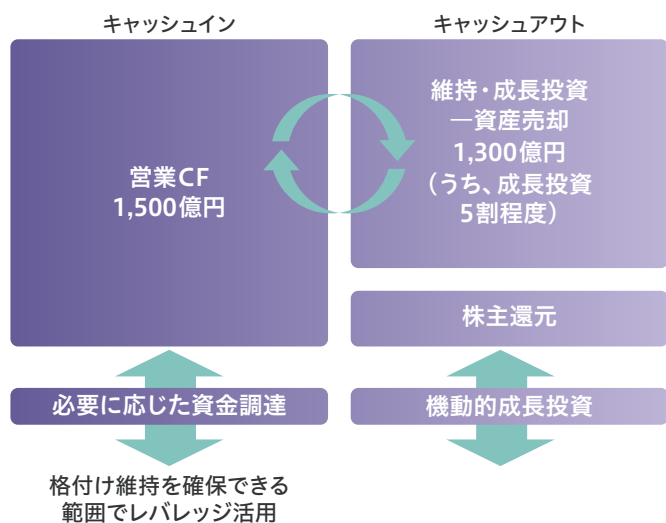 キャッシュイン
営業CF
1,500億円
必要に応じた資金調達
格付け維持を確保できる
範囲でレバレッジ活用
キャッシュアウト
維持・成長投資
―資産売却
1,300億円
（うち、成長投資
5割程度）
株主還元
機動的成長投資